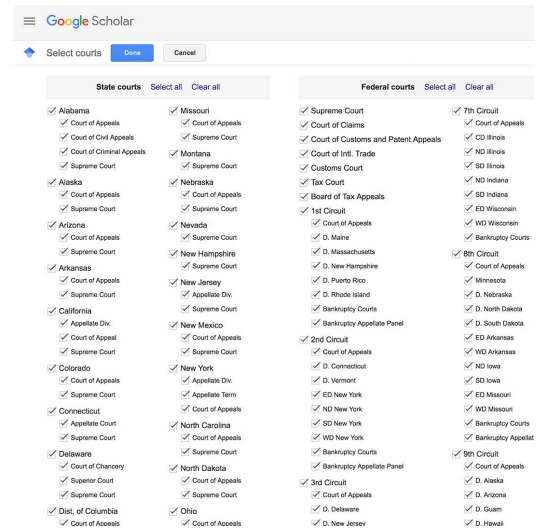 Google Scholar
Select courts Done Cancel
State courts Select all Clear all
Alabama
Court of Appeals
Court of Civil Appeals
Court of Criminal Appeals
Supreme Court
Alaska
Court of Appeals
Supreme Court
Arizona
Court of Appeals
Supreme Court
Arkansas
Court of Appeals
Supreme Court
California
Appellate Div.
Court of Appeal
Supreme Court
Colorado
Court of Appeals
Supreme Court
Connecticut
Appellate Court
Supreme Court
Delaware
Court of Chancery
Superior Court
Supreme Court
Dist. of Columbia
Court of Appeals
Missouri
Court of Appeals
Supreme Court
Montana
Supreme Court
Nebraska
Court of Appeals
Supreme Court
Nevada
Supreme Court
New Hampshire
Supreme Court
New Jersey
Appellate Div.
Supreme Court
New Mexico
Court of Appeals
Supreme Court
New York
Appellate Div.
Appellate Term
Court of Appeals
North Carolina
Court of Appeals
Supreme Court
North Dakota
Court of Appeals
Supreme Court
Ohio
Court of Appeals
Federal courts Select all Clear all
Supreme Court
Court of Claims
Court of Customs and Patent Appeals
Court of Intl. Trade
Customs Court
Tax Court
Board of Tax Appeals
1st Circuit
Court of Appeals
D. Maine
D. Massachusetts
D. New Hampshire
D. Puerto Rico
D. Rhode Island
Bankruptcy Courts
Bankruptcy Appellate Panel
2nd Circuit
Court of Appeals
D. Connecticut
D. Vermont
ED New York
ND New York
SD New York
WD New York
Bankruptcy Courts
Bankruptcy Appellate Panel
3rd Circuit
Court of Appeals
D. Delaware
D. New Jersey
7th Circuit
Court of Appeals
CD Illinois
ND Illinois
SD Illinois
ND Indiana
SD Indiana
ED Wisconsin
WD Wisconsin
Bankruptcy Courts
8th Circuit
Court of Appeals
Minnesota
D. Nebraska
D. North Dakota
D. South Dakota
ED Arkansas
WD Arkansas
ND Iowa
SD Iowa
ED Missouri
WD Missouri
Bankruptcy Courts
Bankruptcy Appellat
9th Circuit
Court of Appeals
D. Alaska
D. Arizona
D. Guam
D. Hawaii